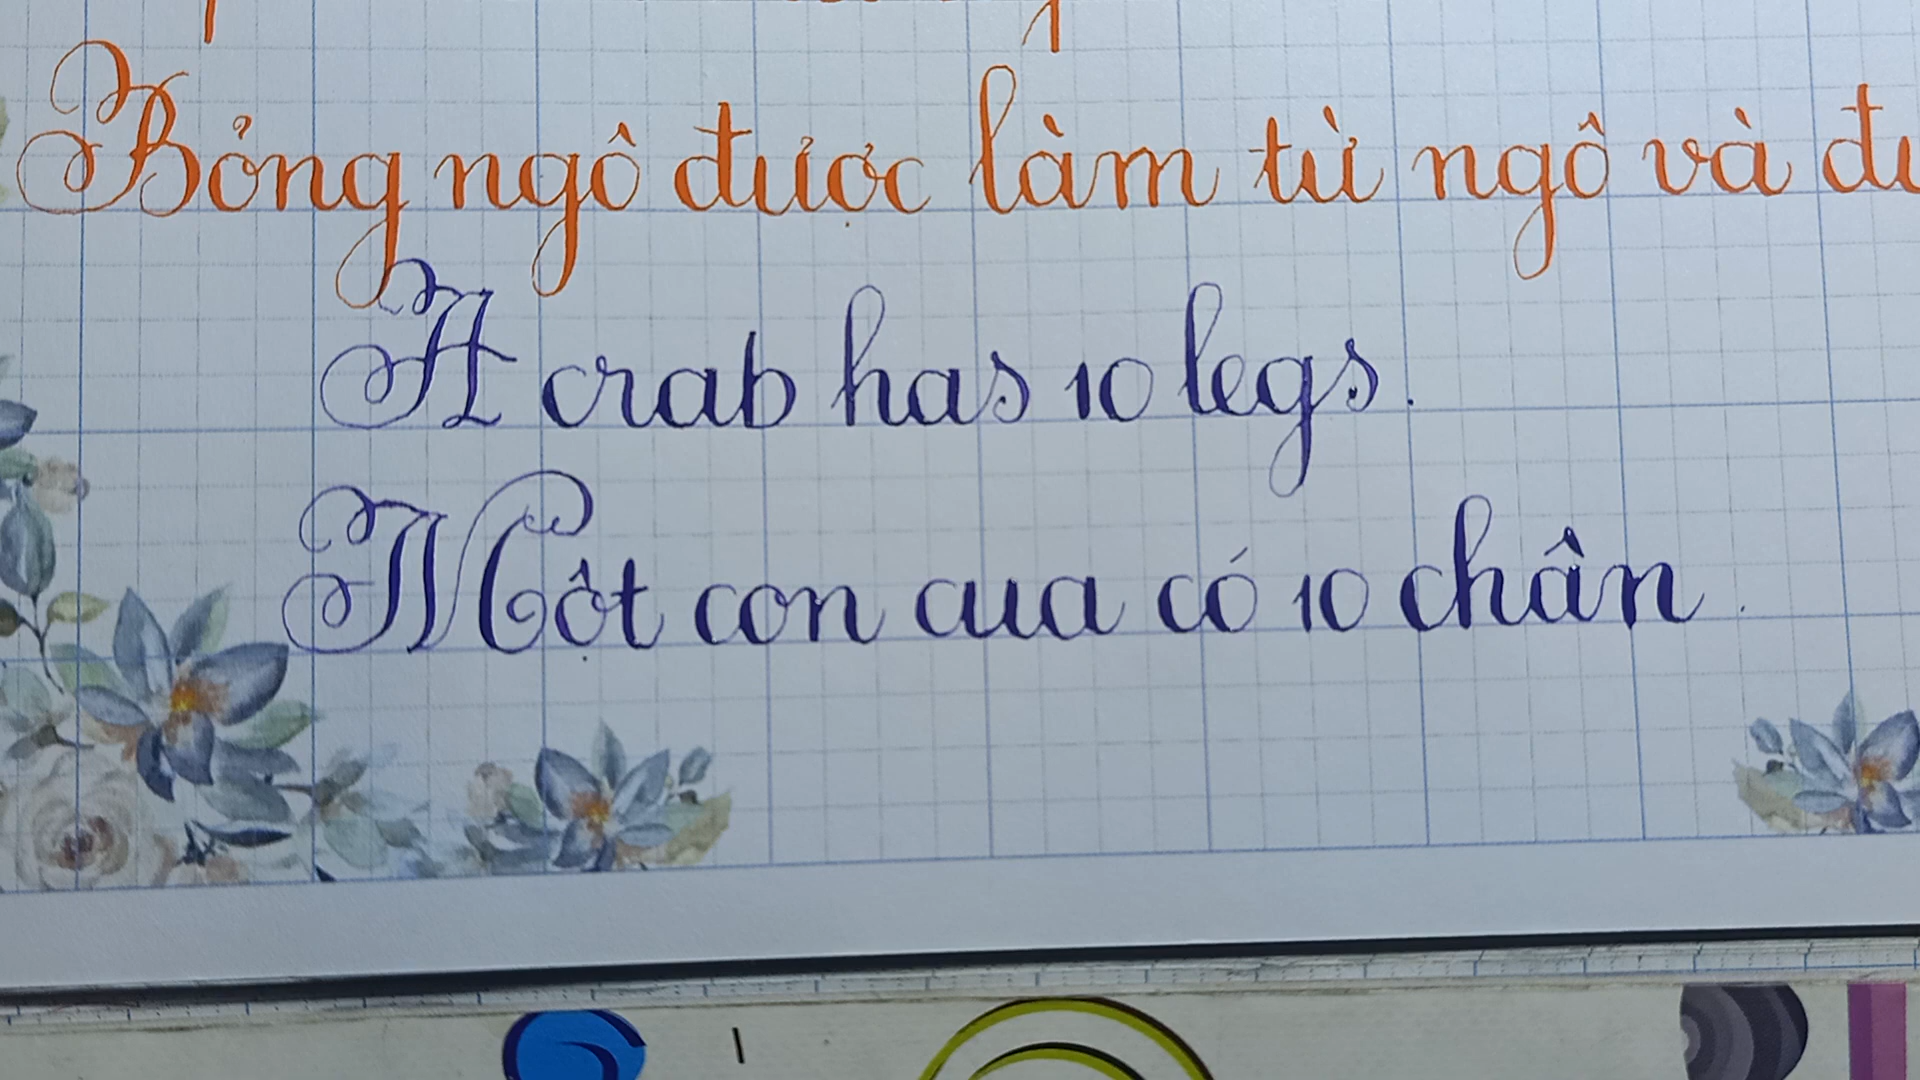 Bỏng ngô được làm từ ngô và
A crab has 10 legs.
Một con cua có 10 chân.